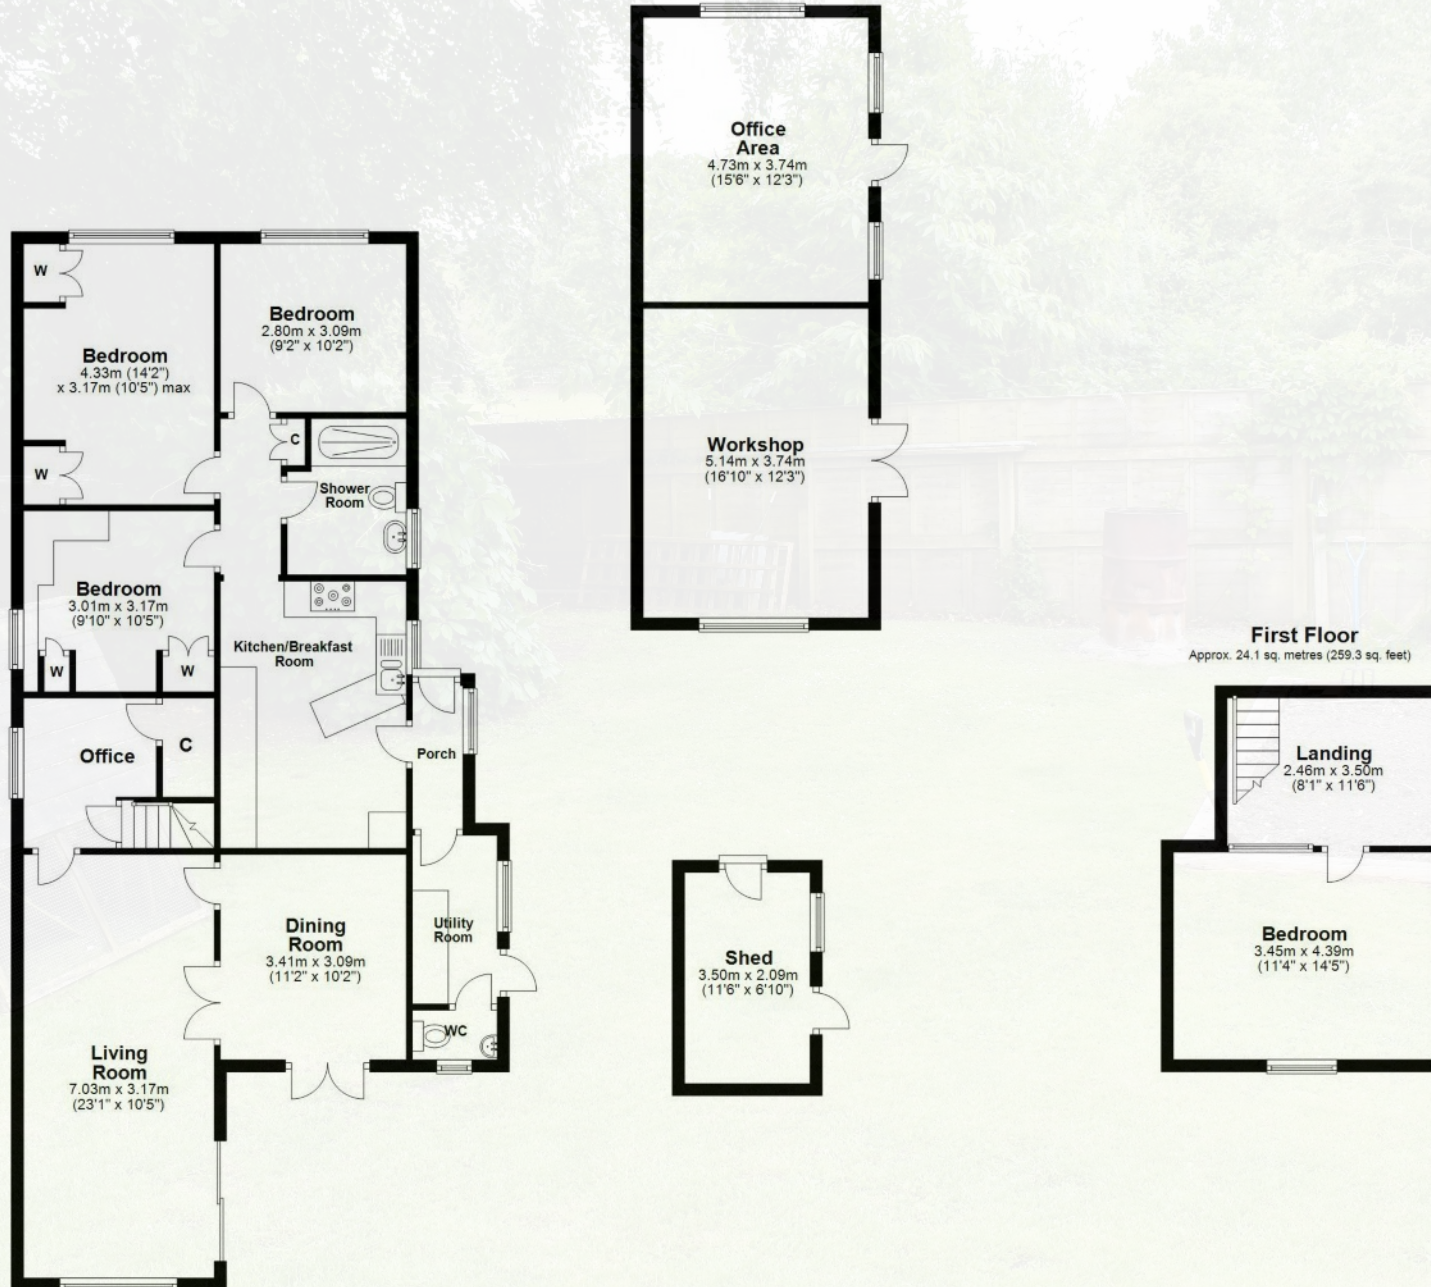 Office
Area
4.73m x 3.74m
(15'6" x 12'3")
W
Bedroom
2.80m x 3.09m
(9'2" x 10'2")
Bedroom
4.33m (14'2")
x 3.17m (10'5") max
C
W
Shower
Room
Workshop
5.14m x 3.74m
(16'10" x 12'3")
Bedroom
3.01m x 3.17m
(9'10" x 10'5")
W
W
Kitchen/Breakfast
Room
First Floor
Approx. 24.1 sq. metres (259.3 sq. feet)
Office
C
Porch
Landing
2.46m x 3.50m
(8'1" x 11'6")
Dining
Room
3.41m x 3.09m
(11'2" x 10'2")
Utility
Room
Shed
3.50m x 2.09m
(11'6" x 6'10")
Bedroom
3.45m x 4.39m
(11'4" x 14'5")
WC
Living
Room
7.03m x 3.17m
(23'1" x 10'5")